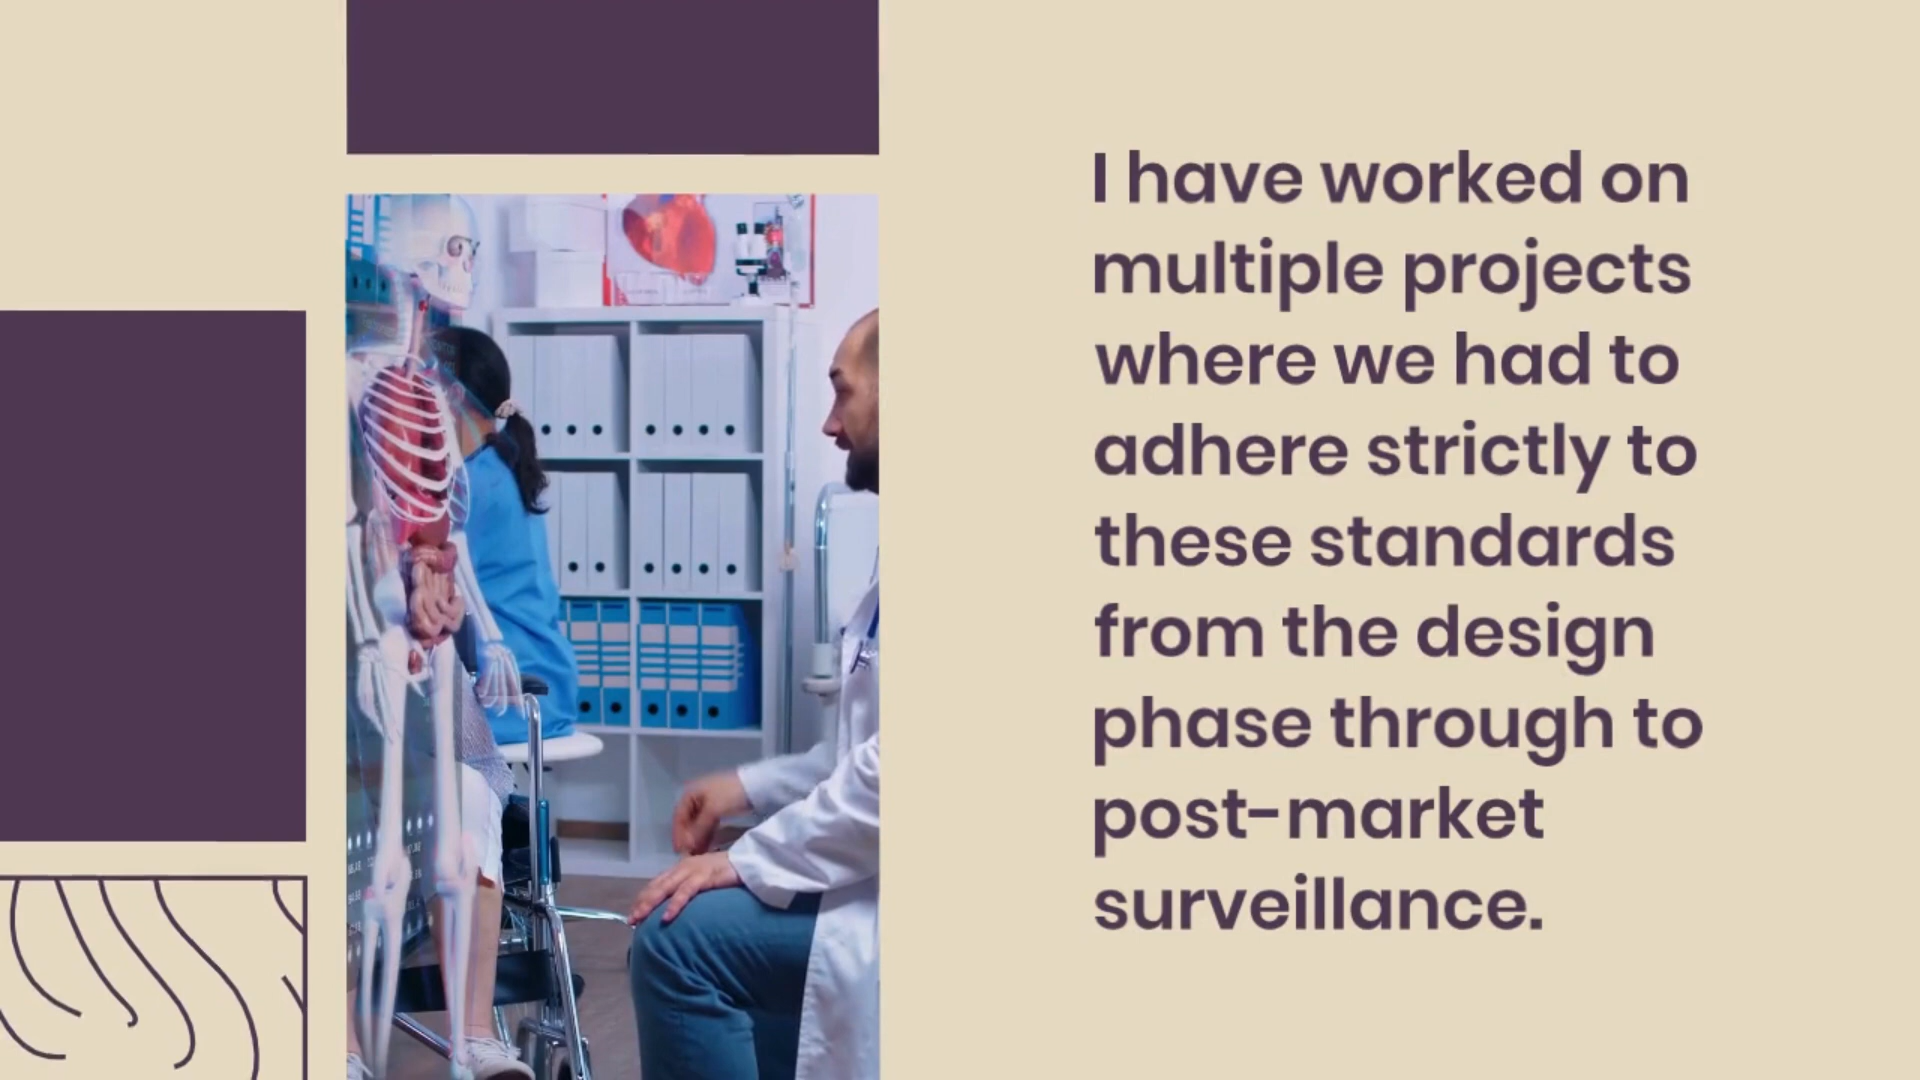 I have worked on
multiple projects
where we had to
adhere strictly to
these standards
from the design
phase through to
post-market
surveillance.